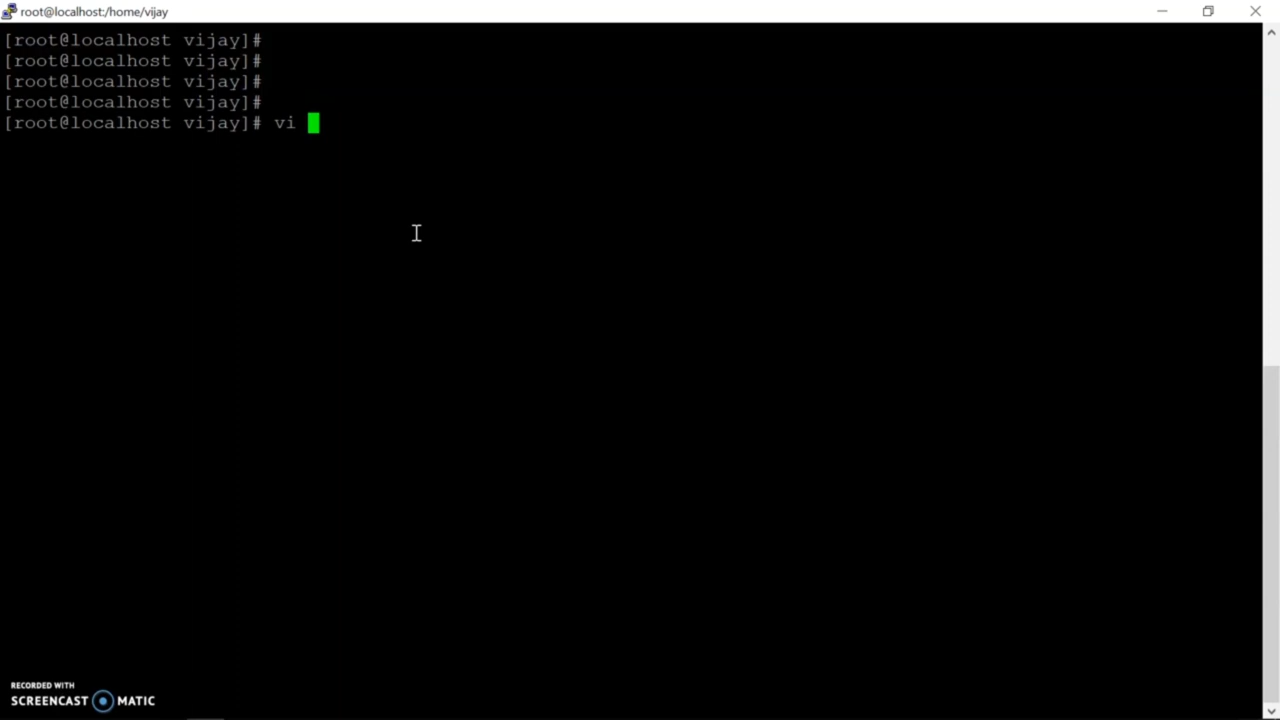 root@localhost:/home/vijay
[root@localhost vijay]#
[root@localhost vijay]#
[root@localhost vijay]#
[root@localhost vijay]#
[root@localhost vijay]# vi
RECORDED WITH
SCREENCAST MATIC